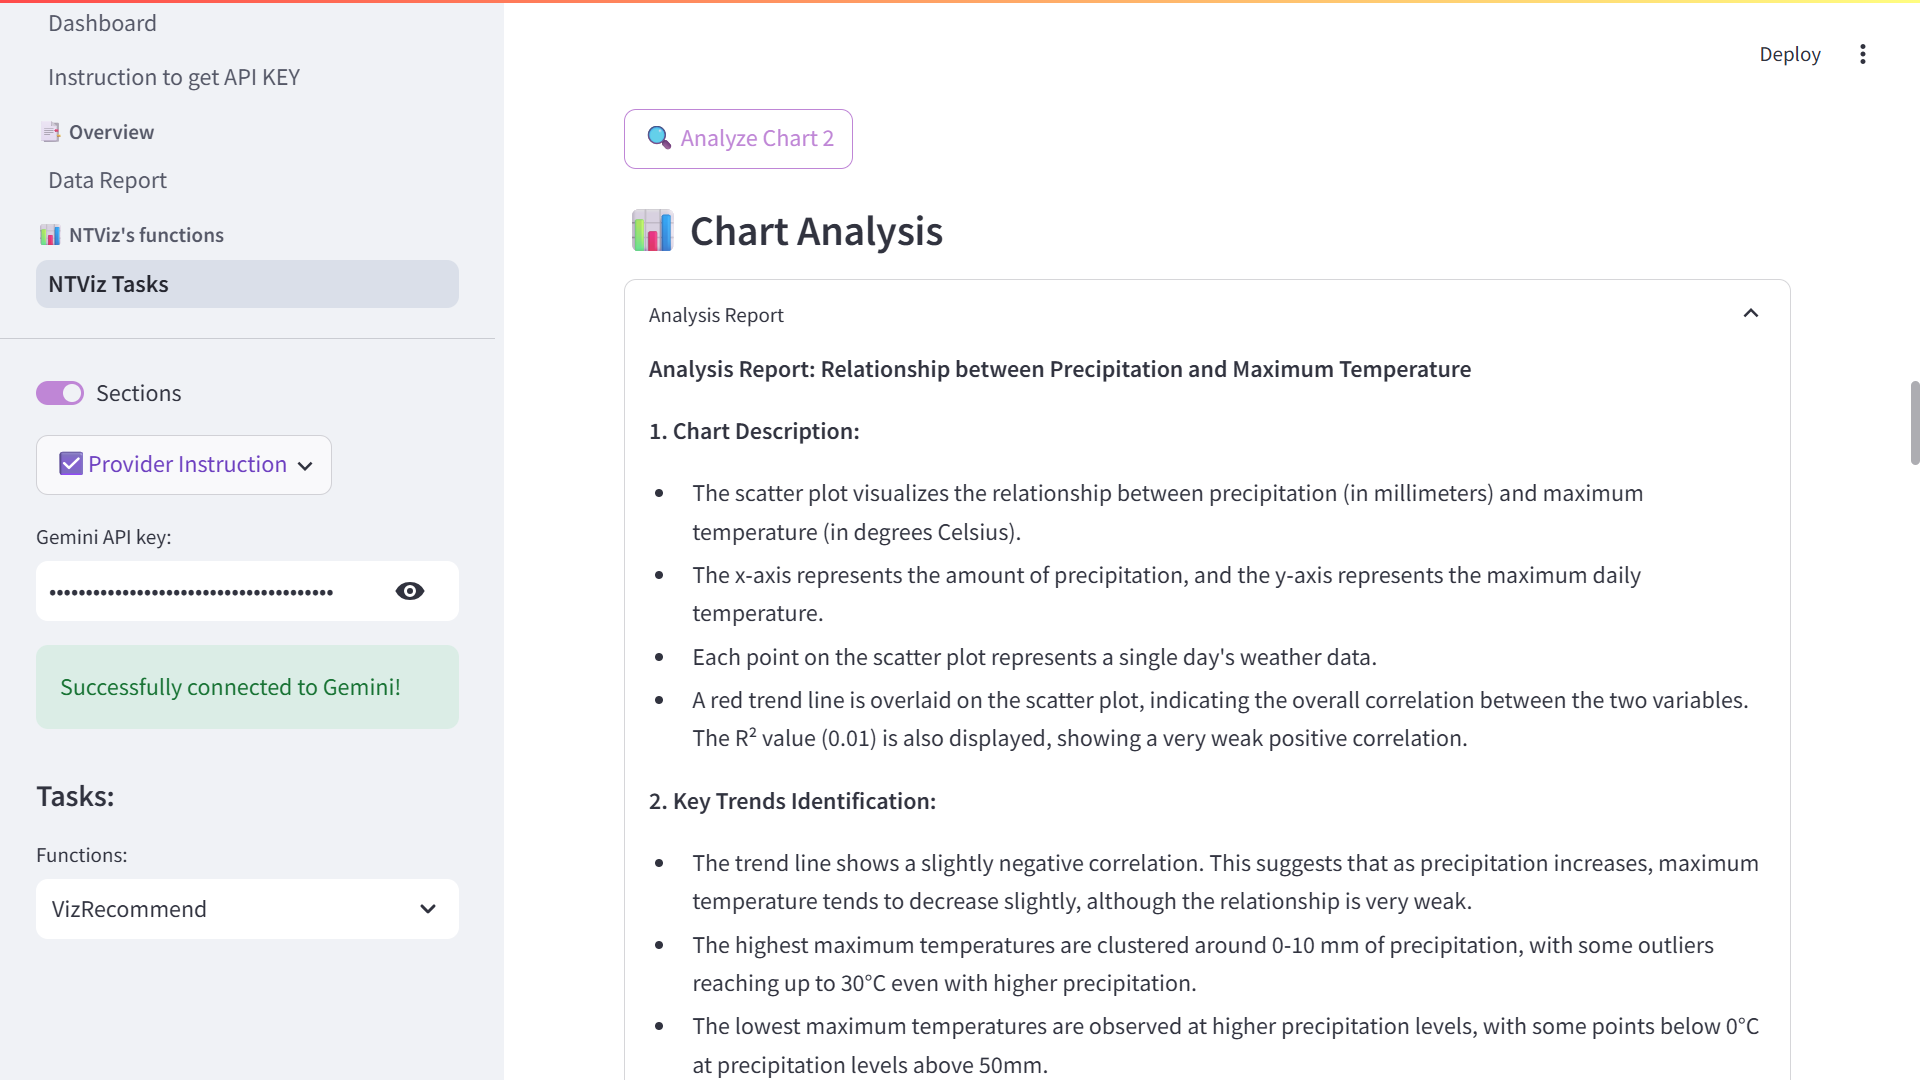 Dashboard
Instruction to get API KEY
Overview
Data Report
NTViz's functions
NTViz Tasks
Sections
Provider Instruction
Gemini API key:
••••••••••••••••••••••••••••••••••••••
Successfully connected to Gemini!
Tasks:
Functions:
VizRecommend
Deploy
Analyze Chart 2
Chart Analysis
Analysis Report
Analysis Report: Relationship between Precipitation and Maximum Temperature
1. Chart Description:
• The scatter plot visualizes the relationship between precipitation (in millimeters) and maximum
temperature (in degrees Celsius).
• The x-axis represents the amount of precipitation, and the y-axis represents the maximum daily
temperature.
• Each point on the scatter plot represents a single day's weather data.
• A red trend line is overlaid on the scatter plot, indicating the overall correlation between the two variables.
The R² value (0.01) is also displayed, showing a very weak positive correlation.
2. Key Trends Identification:
• The trend line shows a slightly negative correlation. This suggests that as precipitation increases, maximum
temperature tends to decrease slightly, although the relationship is very weak.
• The highest maximum temperatures are clustered around 0-10 mm of precipitation, with some outliers
reaching up to 30°C even with higher precipitation.
• The lowest maximum temperatures are observed at higher precipitation levels, with some points below 0°C
at precipitation levels above 50mm.